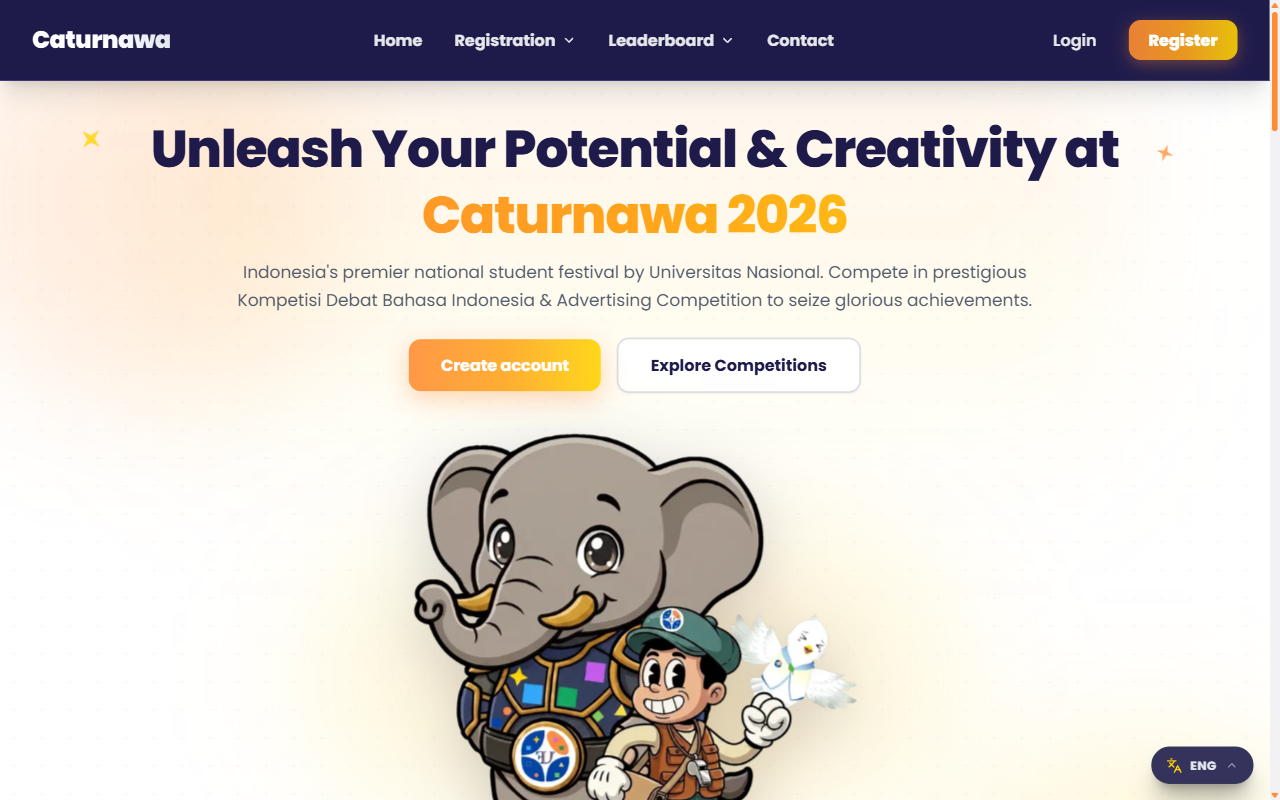 Caturnawa
Home
Registration
Leaderboard
Contact
Login
Register
Unleash Your Potential & Creativity at
Caturnawa 2026
Indonesia's premier national student festival by Universitas Nasional. Compete in prestigious
Kompetisi Debat Bahasa Indonesia & Advertising Competition to seize glorious achievements.
Create account
Explore Competitions
ENG